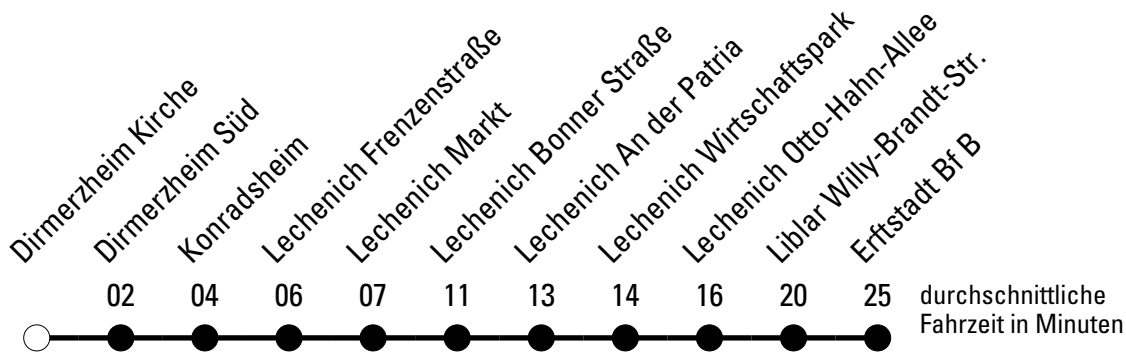 Dirmerzheim Kirche
Dirmerzheim Süd
Konradsheim
Lechenich Frenzenstraße
Lechenich Markt
Lechenich Bonner Straße
Lechenich An der Patria
Lechenich Wirtschaftspark
Lechenich Otto-Hahn-Allee
Liblar Willy-Brandt-Str.
Erftstadt Bf B
02 04 06 07 11 13 14 16 20 25
durchschnittliche
Fahrzeit in Minuten